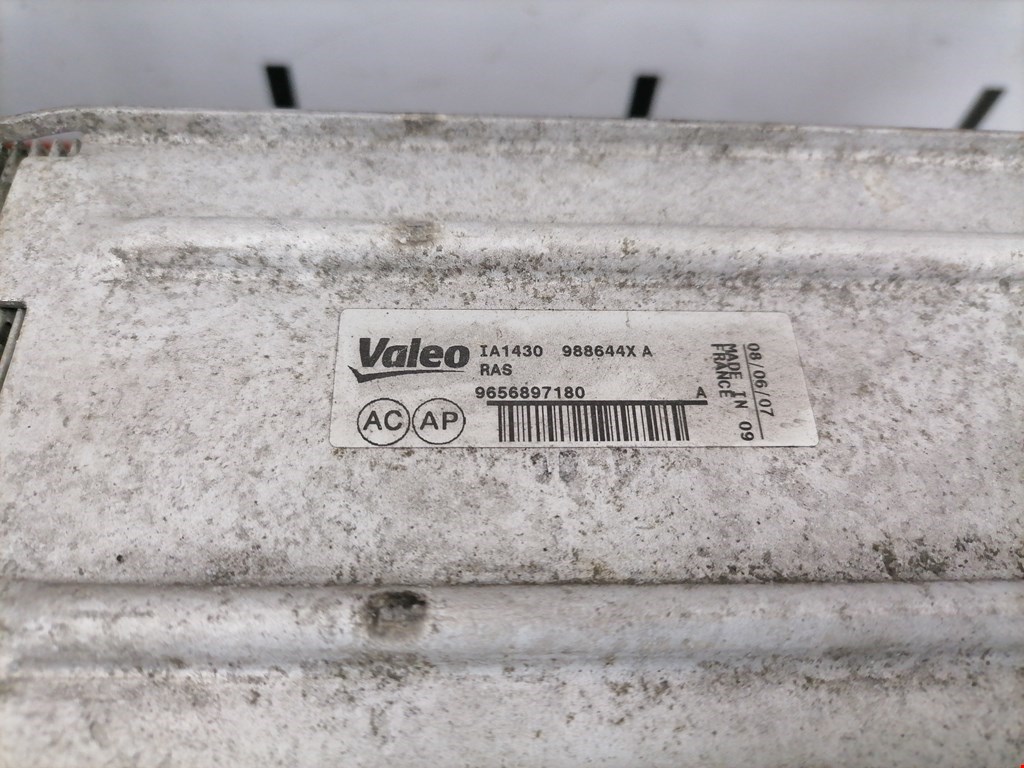 Valeo IA1430 988644X A
RAS
9656897180 A
AC AP
08/06/07 09
MADE IN
FRANCE